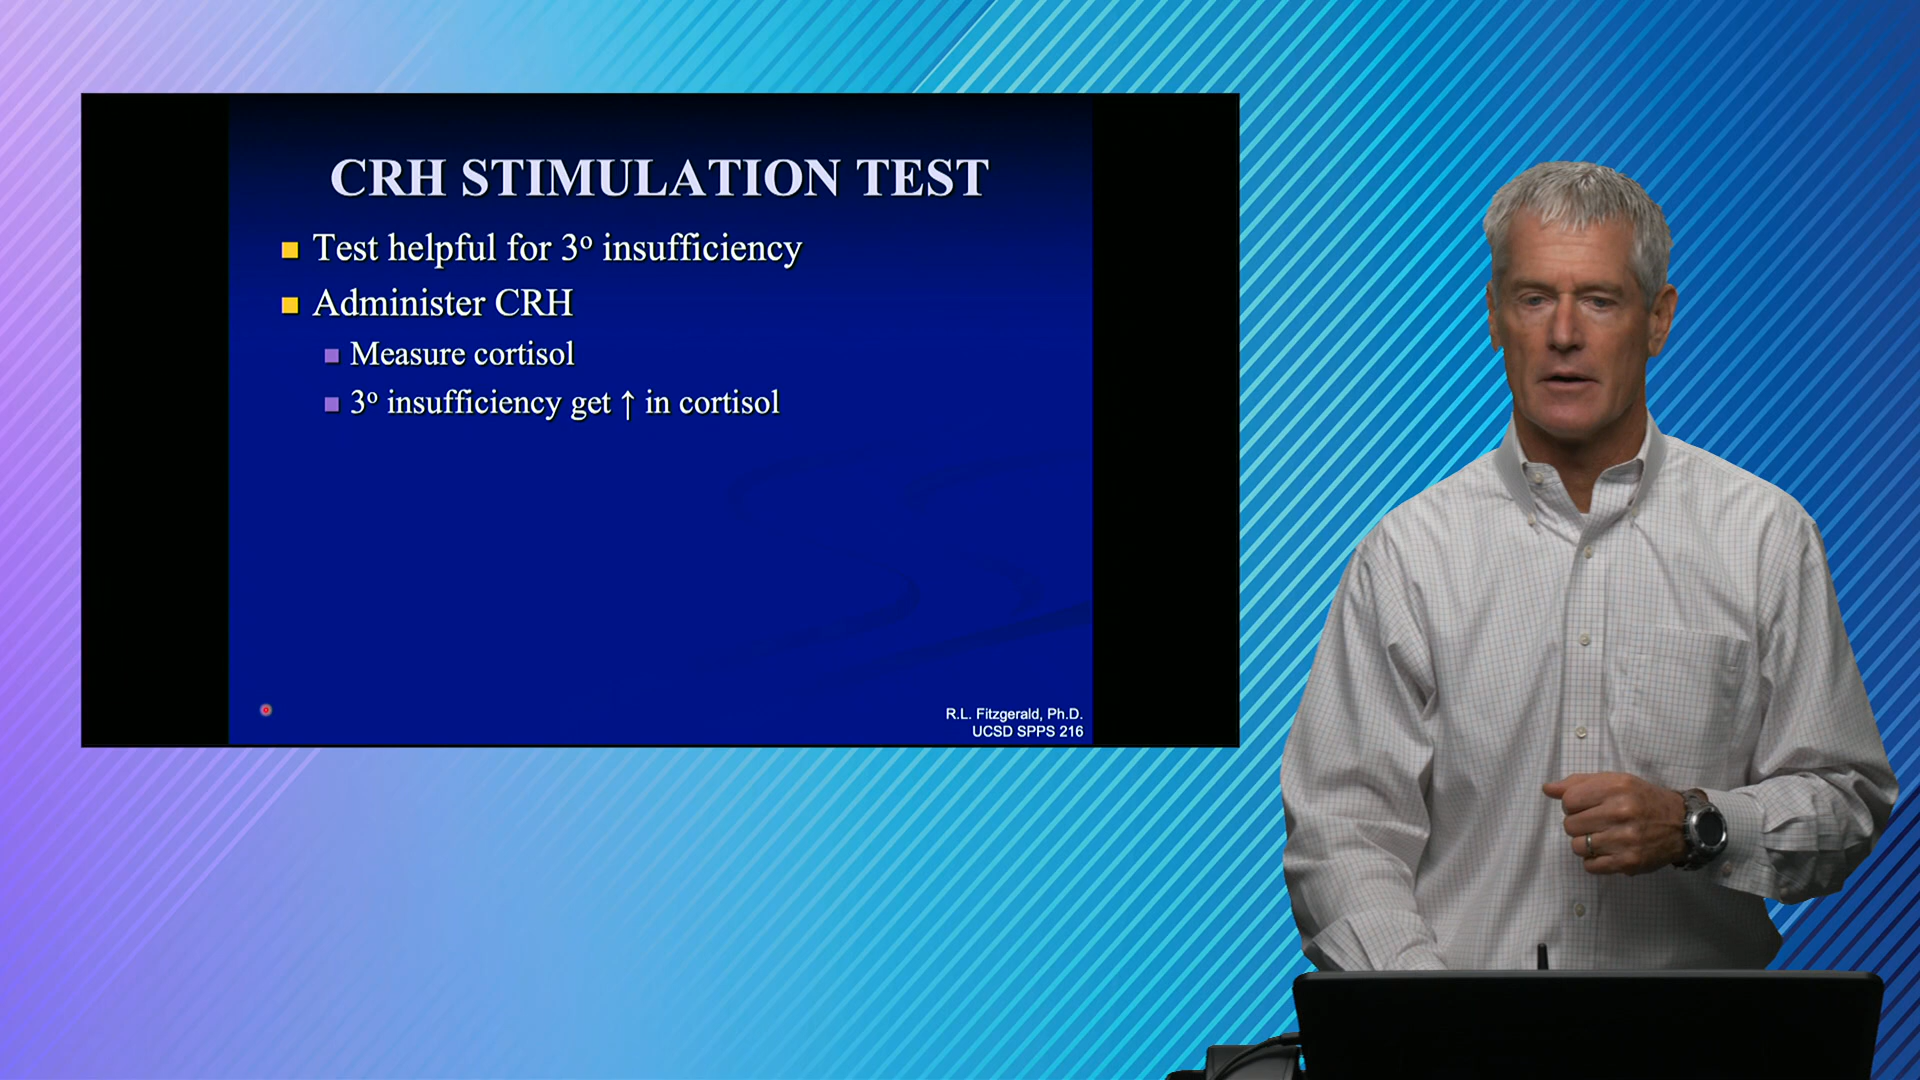 CRH STIMULATION TEST
Test helpful for 3º insufficiency
Administer CRH
Measure cortisol
3º insufficiency get ↑ in cortisol
R.L. Fitzgerald, Ph.D.
UCSD SPPS 216